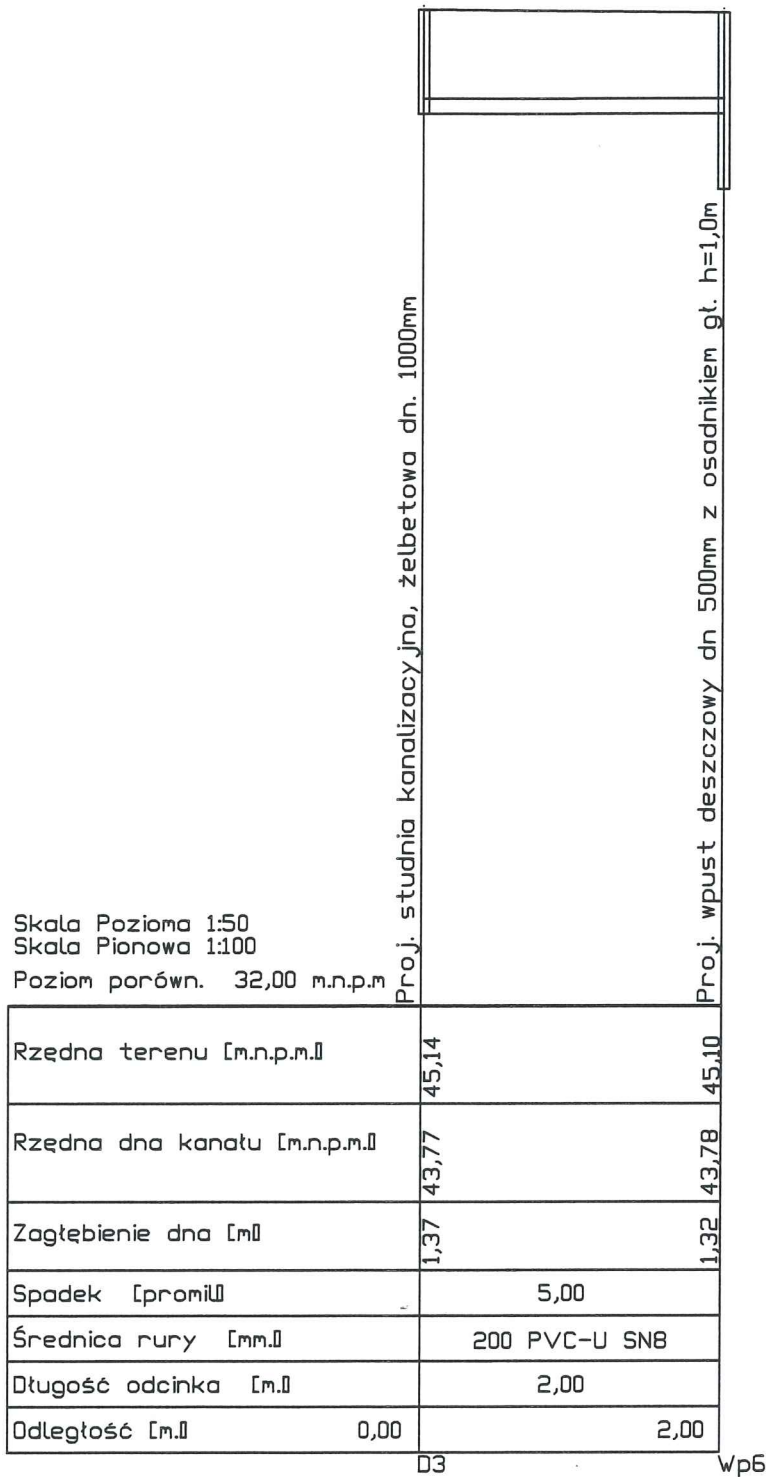 Proj. studnia kanalizacyjna, żelbetowa dn. 1000mm
Proj. wpust deszczowy dn 500mm z osadnikiem gł. h=1,0m
Skala Pozioma 1:50
Skala Pionowa 1:100
Poziom porówn. 32,00 m.n.p.m
Rzędna terenu [m.n.p.m.] 45,14 45,10
Rzędna dna kanału [m.n.p.m.] 43,77 43,78
Zagłębienie dna [m] 1,37 1,32
Spadek [promil] 5,00
Średnica rury [mm.] 200 PVC-U SN8
Długość odcinka [m.] 2,00
Odległość [m.] 0,00 2,00
D3 Wp6